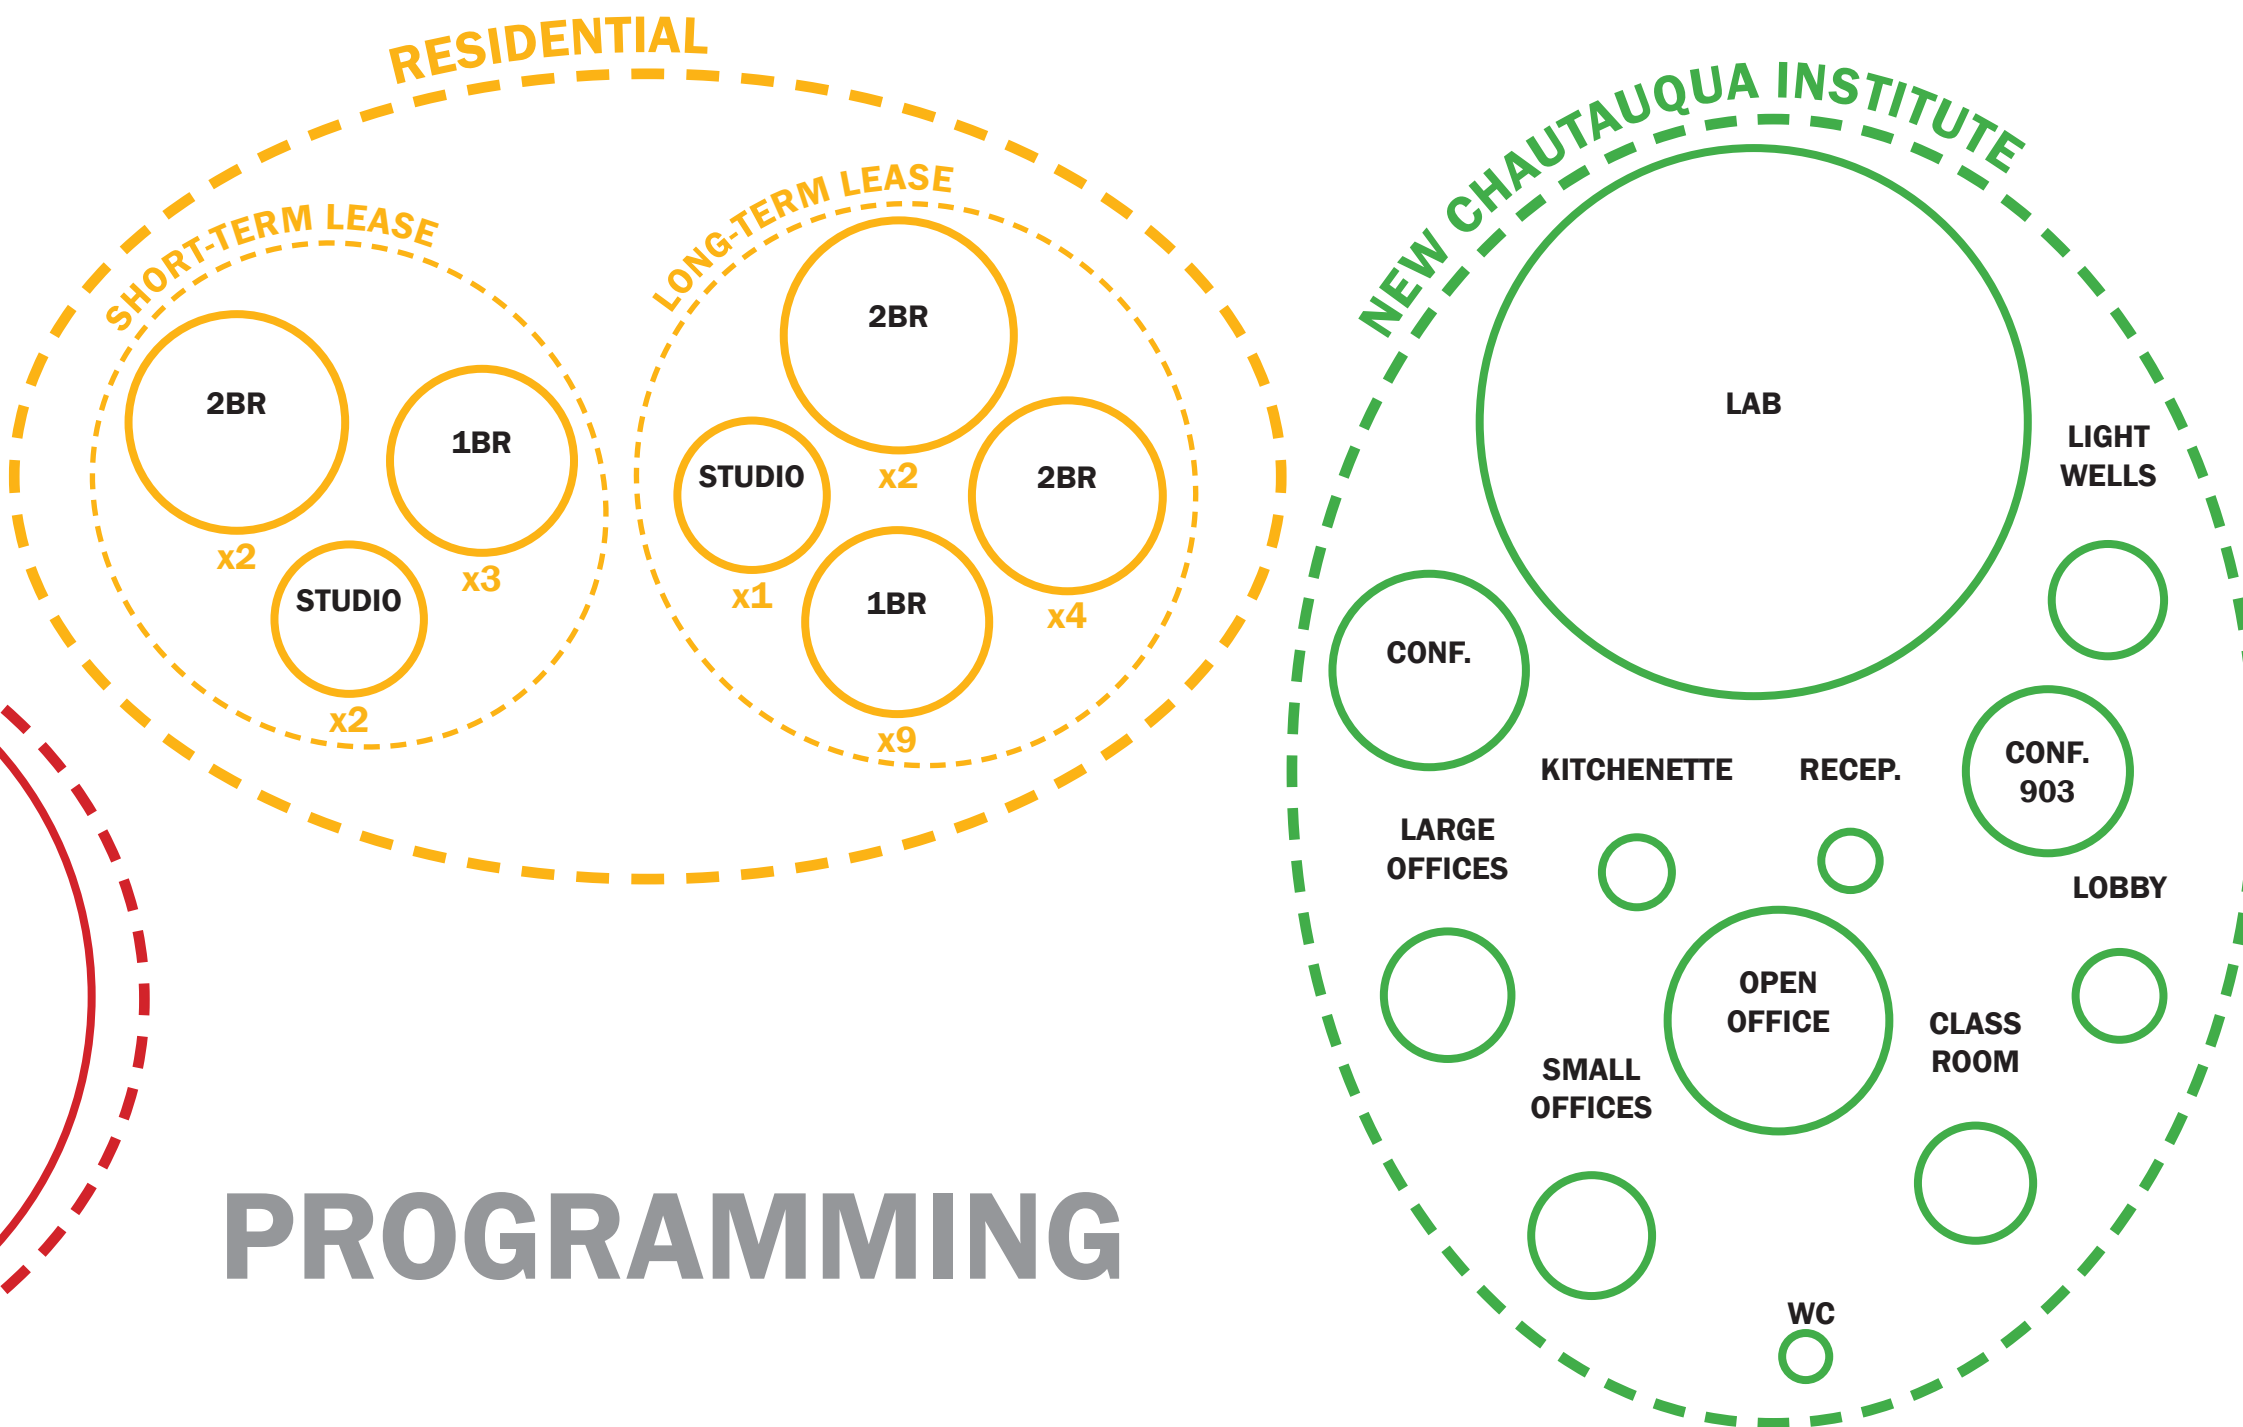 RESIDENTIAL
SHORT-TERM LEASE
2BR
x2
1BR
x3
STUDIO
x2
LONG-TERM LEASE
2BR
x2
STUDIO
x1
2BR
x4
1BR
x9
NEW CHAUTAUQUA INSTITUTE
LAB
LIGHT
WELLS
CONF.
KITCHENETTE
RECEP.
CONF.
903
LARGE
OFFICES
LOBBY
OPEN
OFFICE
CLASS
ROOM
SMALL
OFFICES
WC
PROGRAMMING